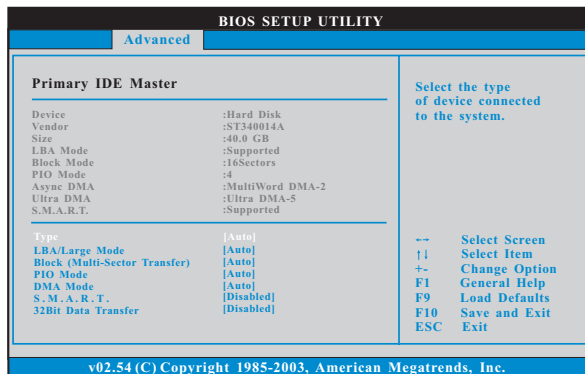 BIOS SETUP UTILITY
Advanced
Primary IDE Master
Device :Hard Disk
Vendor :ST340014A
Size :40.0 GB
LBA Mode :Supported
Block Mode :16Sectors
PIO Mode :4
Async DMA :MultiWord DMA-2
Ultra DMA :Ultra DMA-5
S.M.A.R.T. :Supported
Type [Auto]
LBA/Large Mode [Auto]
Block (Multi-Sector Transfer) [Auto]
PIO Mode [Auto]
DMA Mode [Auto]
S.M.A.R.T. [Disabled]
32Bit Data Transfer [Disabled]
Select the type
of device connected
to the system.
←→ Select Screen
↑↓ Select Item
+- Change Option
F1 General Help
F9 Load Defaults
F10 Save and Exit
ESC Exit
v02.54 (C) Copyright 1985-2003, American Megatrends, Inc.